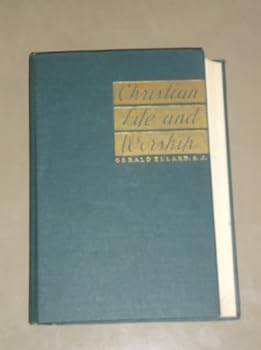 Christian
Life and
Worship
GERALD ELLARD, S. J.